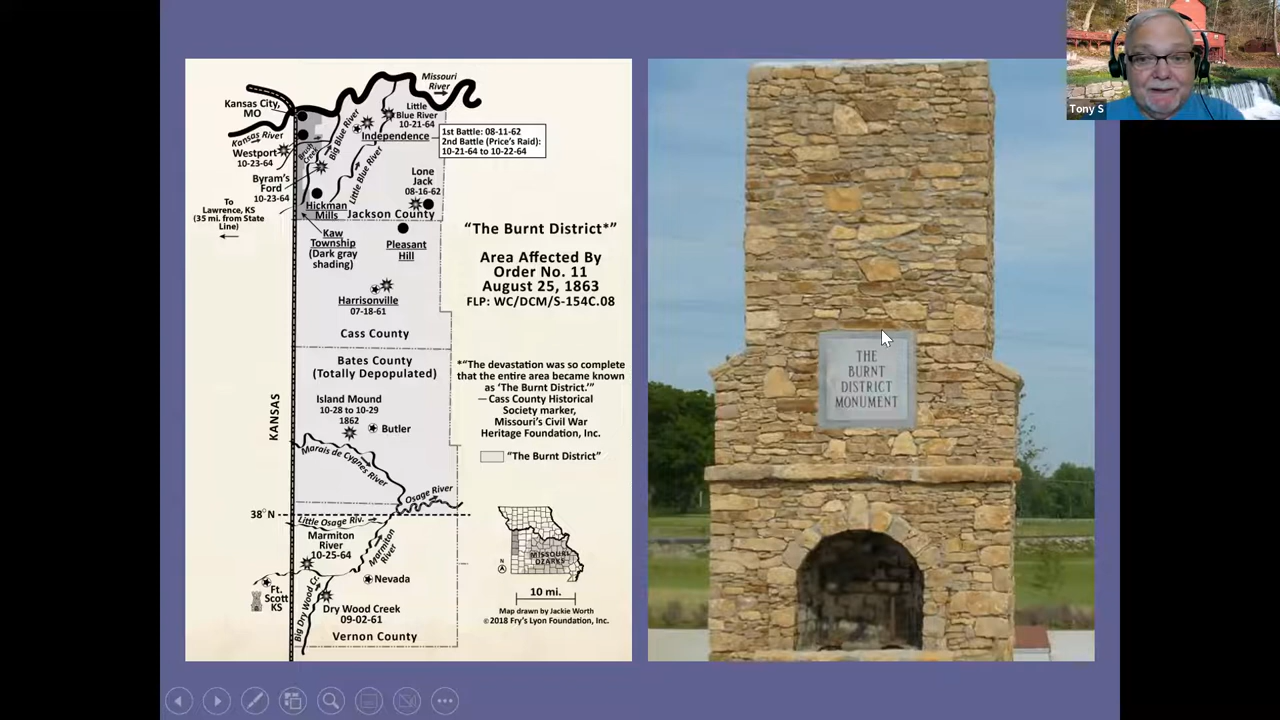 Missouri
River
Kansas City,
MO
Little
Blue River
10-21-64
Big Blue River
Independence
1st Battle: 08-11-62
2nd Battle (Price's Raid):
10-21-64 to 10-22-64
Kansas River
Westport
10-23-64
Byram's
Ford
10-23-64
Little Blue River
Lone
Jack
08-16-62
To
Lawrence, KS
(35 mi. from State
Line)
Hickman
Mills
Jackson County
Kaw
Township
(Dark gray
shading)
Pleasant
Hill
Harrisonville
07-18-61
Cass County
"The Burnt District*"
Area Affected By
Order No. 11
August 25, 1863
FLP: WC/DCM/S-154C.08
Bates County
(Totally Depopulated)
Island Mound
10-28 to 10-29
1862
Butler
KANSAS
Marais de Cygnes River
*"The devastation was so complete
that the entire area became known
as 'The Burnt District.'"
— Cass County Historical
Society marker,
Missouri's Civil War
Heritage Foundation, Inc.
"The Burnt District"
Osage River
38° N
Little Osage Riv.
Marmiton
River
10-25-64
Marmiton
River
Nevada
Ft.
Scott
KS
Big Dry Wood Cr.
Dry Wood Creek
09-02-61
Vernon County
MISSOURI
OZARKS
N
10 mi.
Map drawn by Jackie Worth
©2018 Fry's Lyon Foundation, Inc.
THE
BURNT
DISTRICT
MONUMENT
Tony S